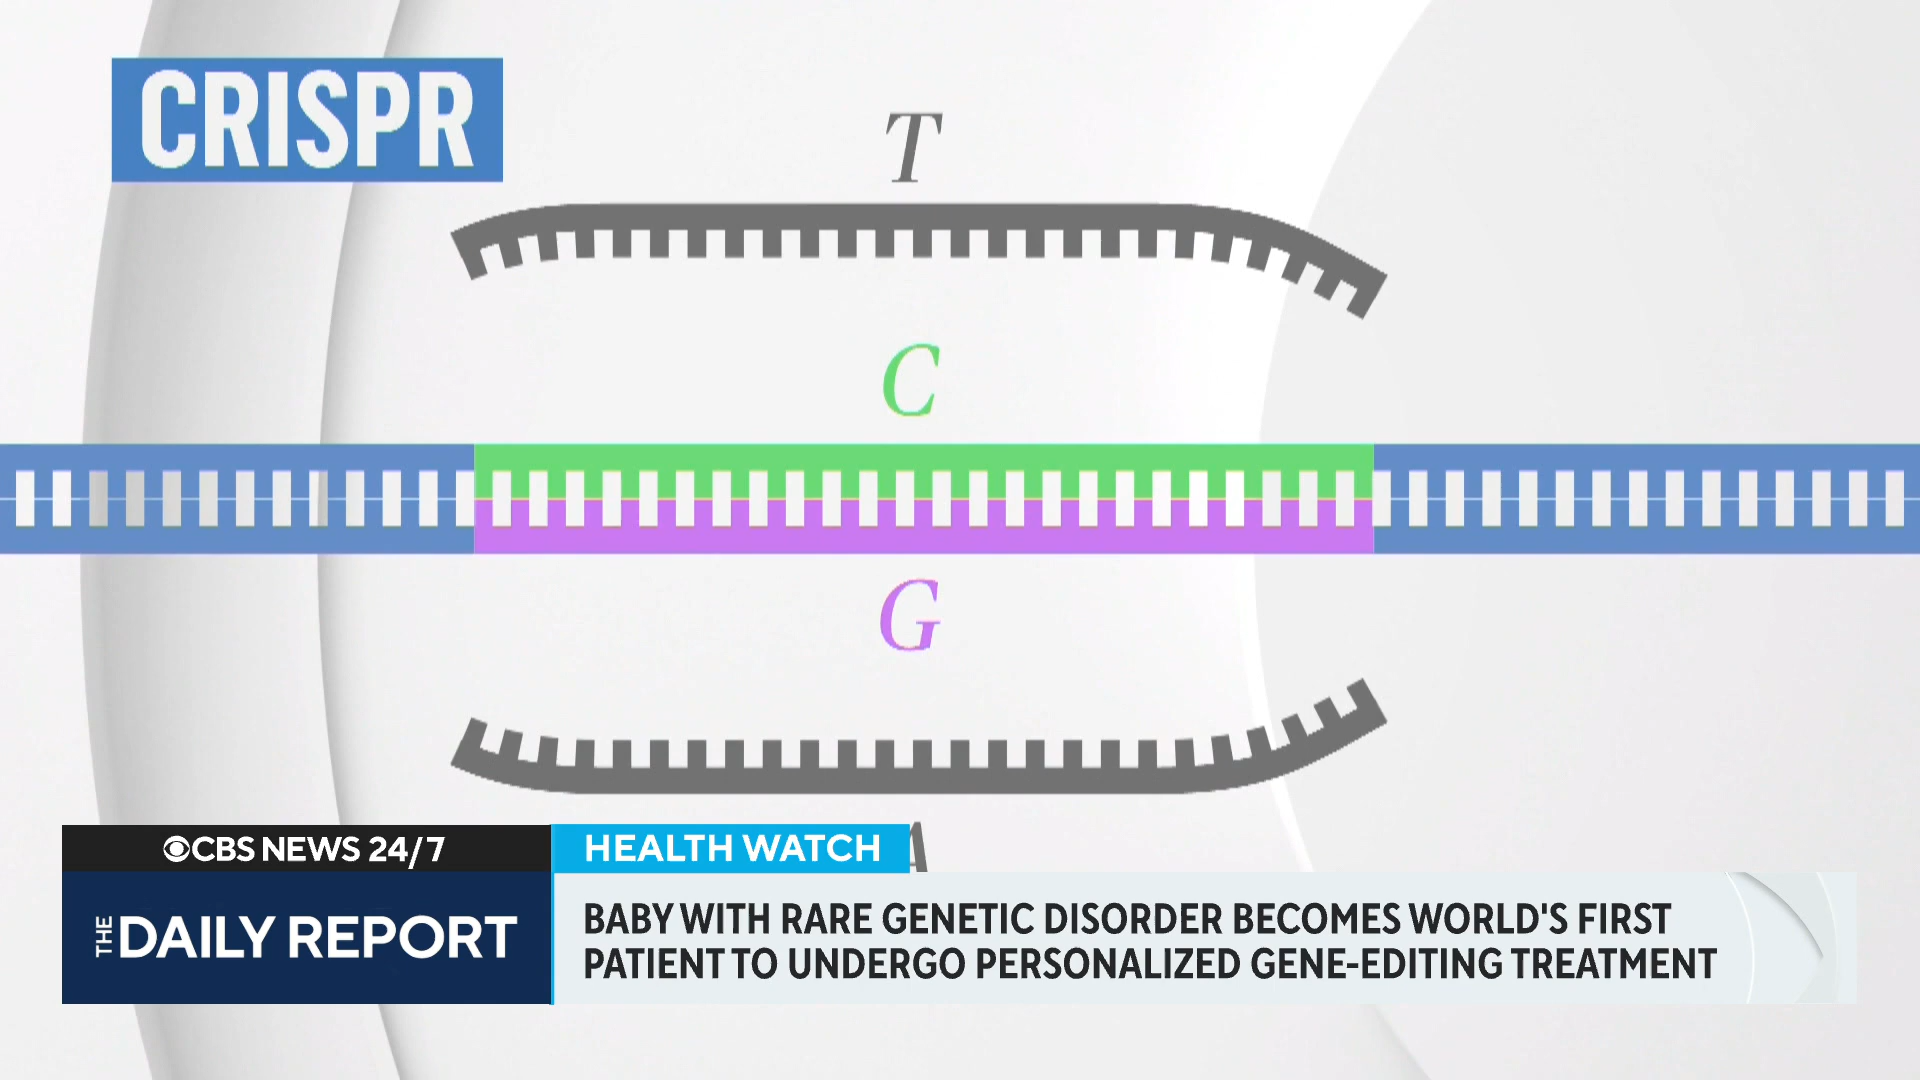 CRISPR
T
C
G
A
CBS NEWS 24/7
HEALTH WATCH
THE DAILY REPORT
BABY WITH RARE GENETIC DISORDER BECOMES WORLD'S FIRST
PATIENT TO UNDERGO PERSONALIZED GENE-EDITING TREATMENT